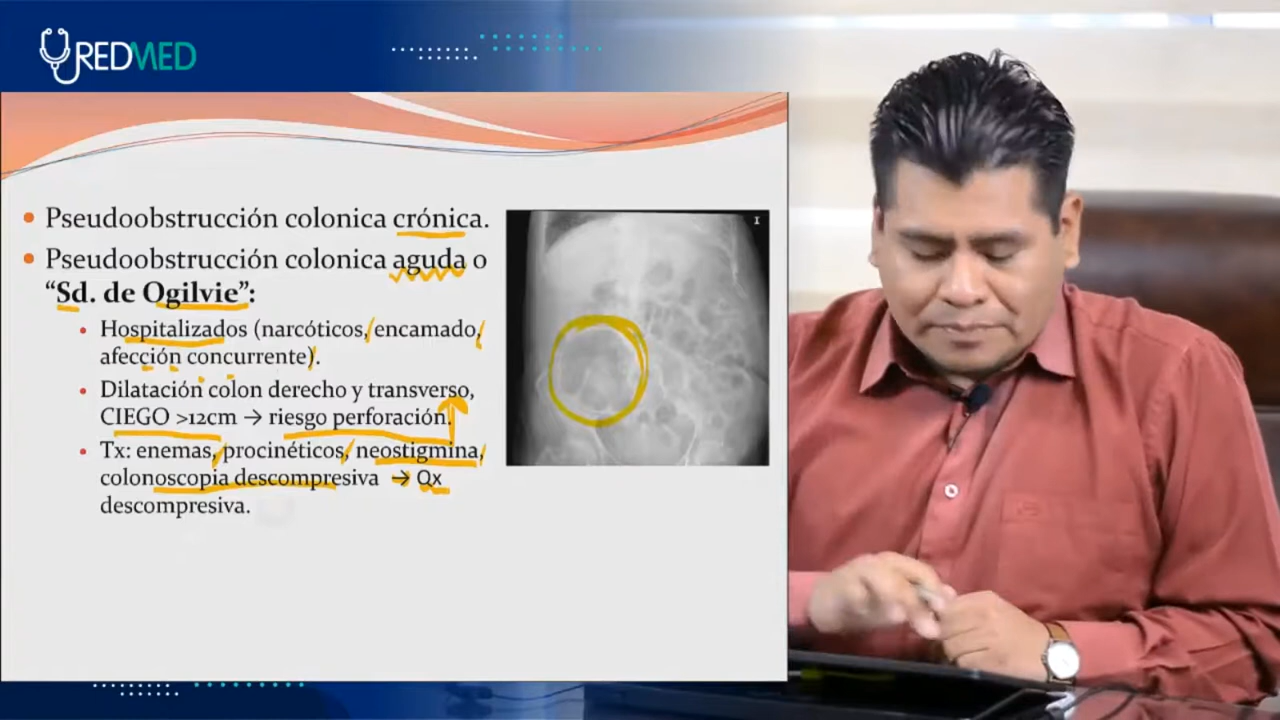 REDMED
Pseudoobstrucción colonica crónica.
Pseudoobstrucción colonica aguda o
“Sd. de Ogilvie”:
Hospitalizados (narcóticos, encamado,
afección concurrente).
Dilatación colon derecho y transverso,
CIEGO >12cm → riesgo perforación.
Tx: enemas, procinéticos, neostigmina,
colonoscopia descompresiva → Qx
descompresiva.
I